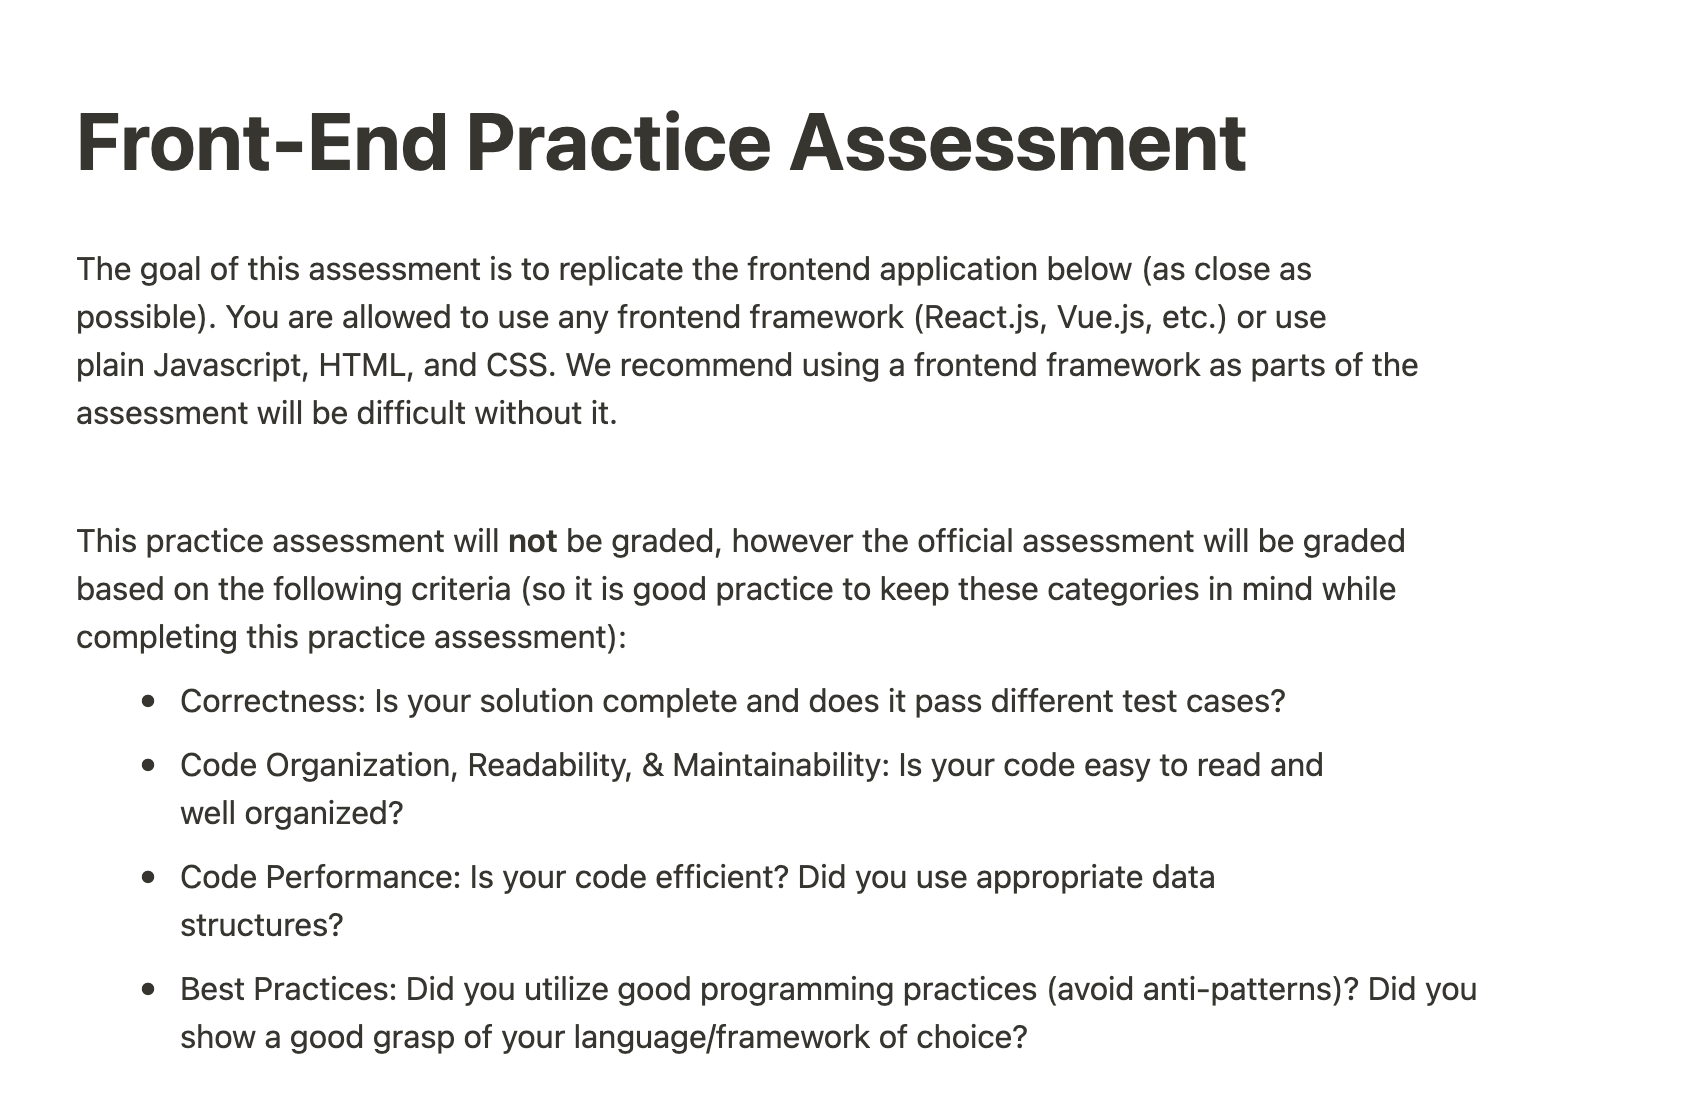 Front-End Practice Assessment
The goal of this assessment is to replicate the frontend application below (as close as
possible). You are allowed to use any frontend framework (React.js, Vue.js, etc.) or use
plain Javascript, HTML, and CSS. We recommend using a frontend framework as parts of the
assessment will be difficult without it.
This practice assessment will not be graded, however the official assessment will be graded
based on the following criteria (so it is good practice to keep these categories in mind while
completing this practice assessment):
• Correctness: Is your solution complete and does it pass different test cases?
• Code Organization, Readability, & Maintainability: Is your code easy to read and
well organized?
• Code Performance: Is your code efficient? Did you use appropriate data
structures?
• Best Practices: Did you utilize good programming practices (avoid anti-patterns)? Did you
show a good grasp of your language/framework of choice?